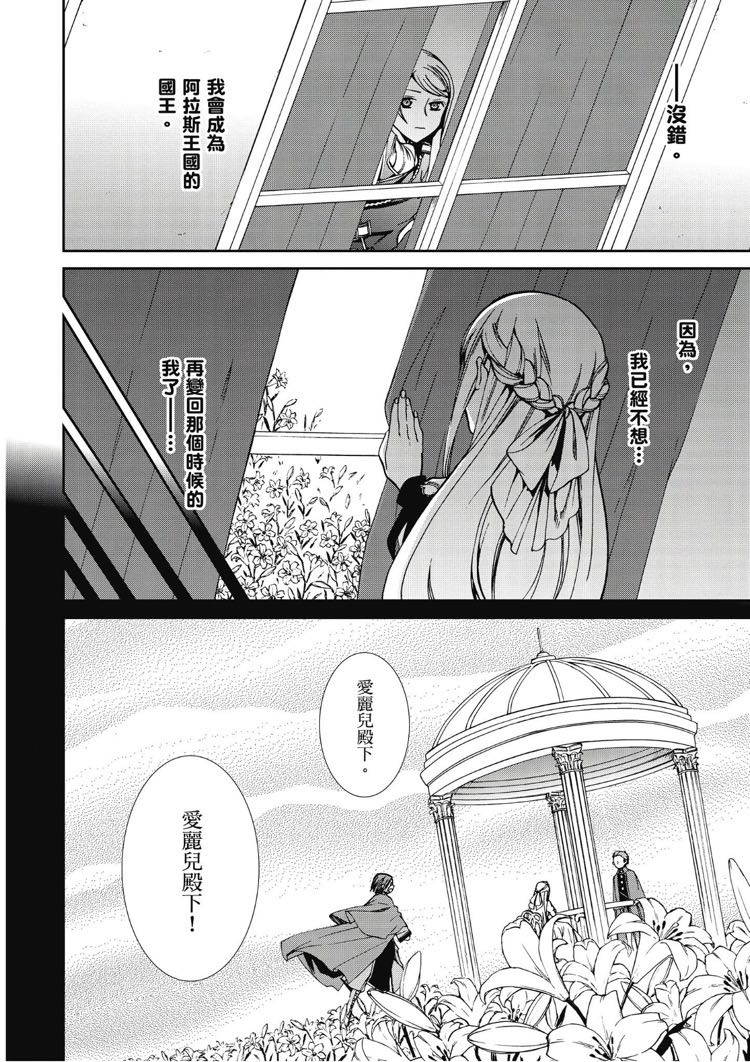 ──沒錯。
我會成為
阿拉斯王國的
國王。
因為，
我已經不想…
再變回那個時候的
我了──…
愛麗兒殿下。
愛麗兒殿下！